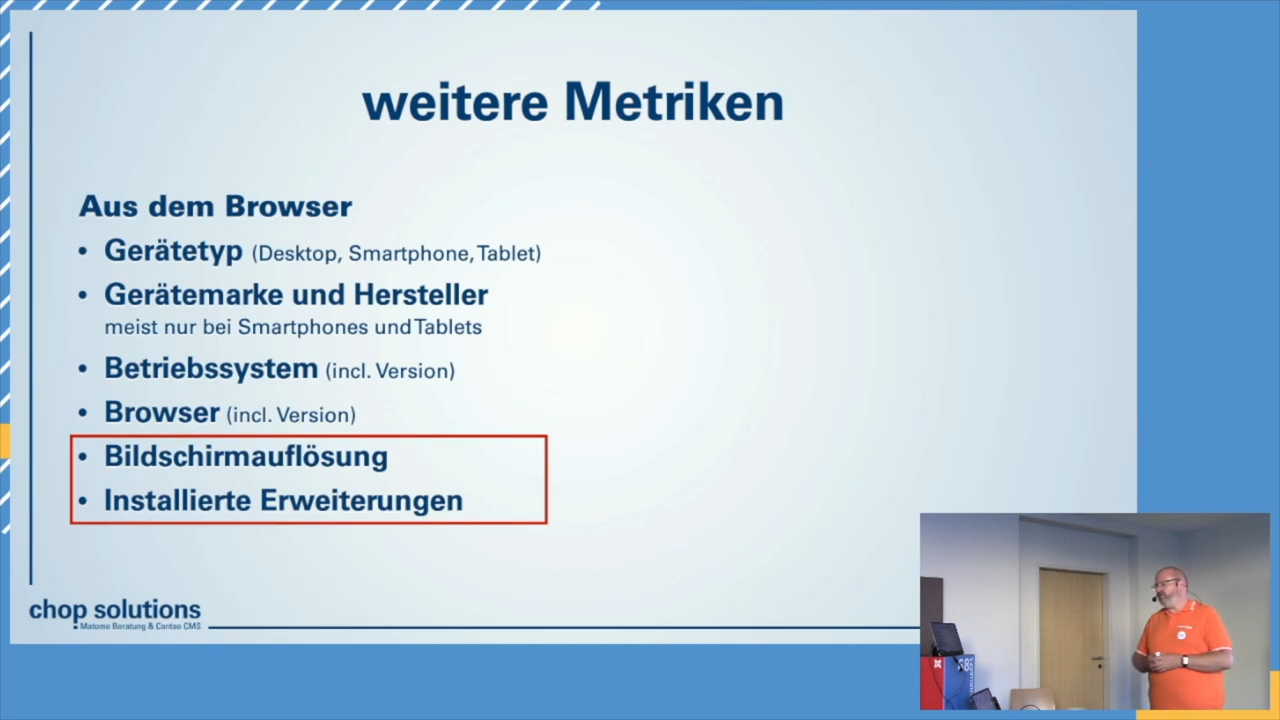 weitere Metriken
Aus dem Browser
• Gerätetyp (Desktop, Smartphone, Tablet)
• Gerätemarke und Hersteller
meist nur bei Smartphones und Tablets
• Betriebssystem (incl. Version)
• Browser (incl. Version)
• Bildschirmauflösung
• Installierte Erweiterungen
chop solutions
Matomo Beratung & Contao CMS